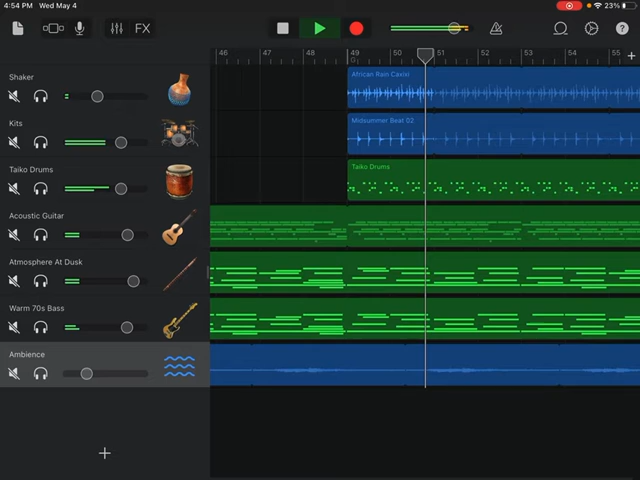 4:54 PM Wed May 4
23%
FX
46 47 48 49 50 51 52 53 54 55
Shaker
African Rain Caxixi
Kits
Midsummer Beat 02
Taiko Drums
Taiko Drums
Acoustic Guitar
Atmosphere At Dusk
Warm 70s Bass
Ambience